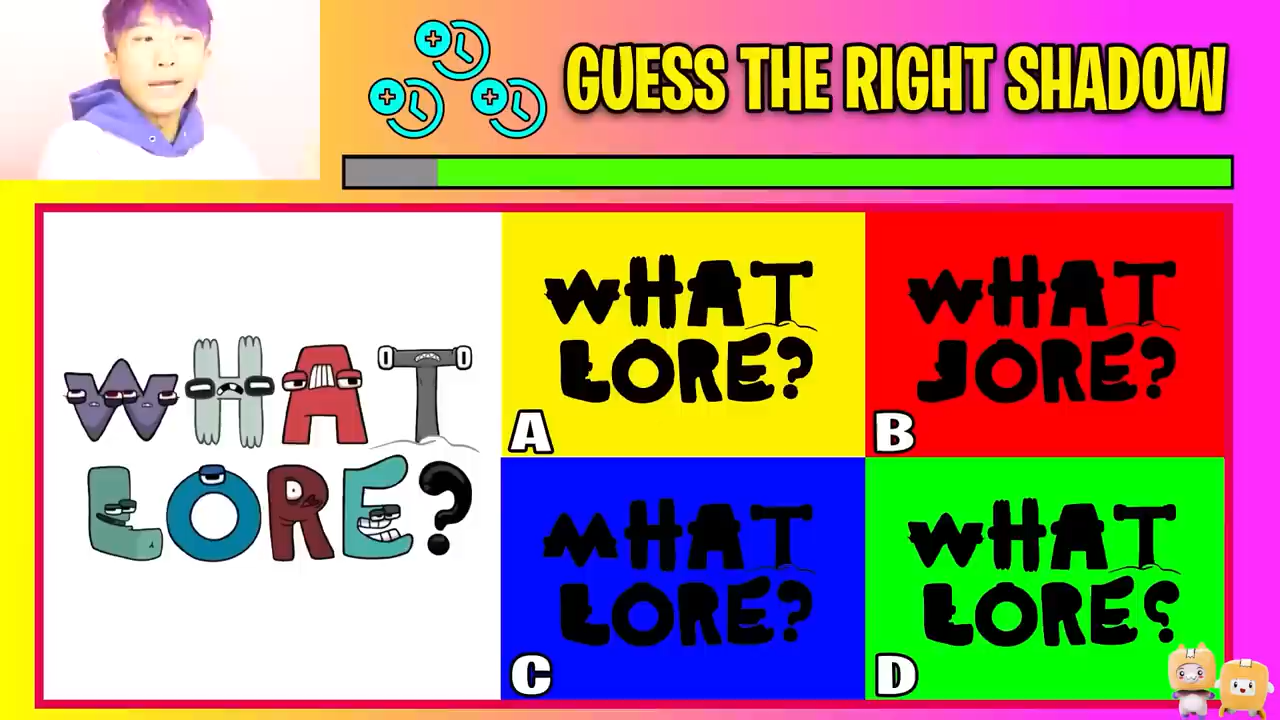 GUESS THE RIGHT SHADOW
WHAT
LORE?
WHAT
LORE?
A
WHAT
JORE?
B
MHAT
LORE?
C
WHAT
LORE؟
D